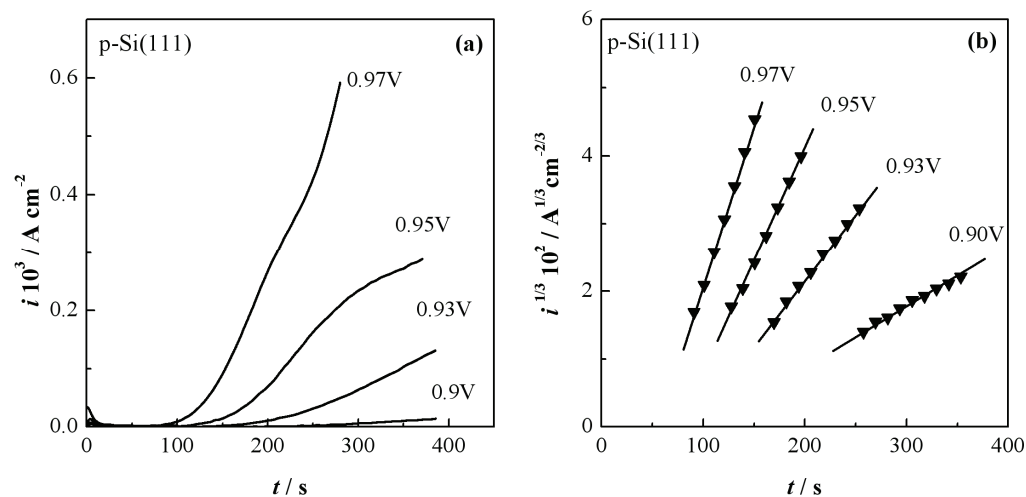 p-Si(111)
(a)
0.97V
0.95V
0.93V
0.9V
0.6
0.4
0.2
0.0
0 100 200 300 400
i 10³ / A cm⁻²
t / s
p-Si(111)
(b)
0.97V
0.95V
0.93V
0.90V
6
4
2
0
0 100 200 300 400
i ^1/3 10² / A^1/3 cm^-2/3
t / s